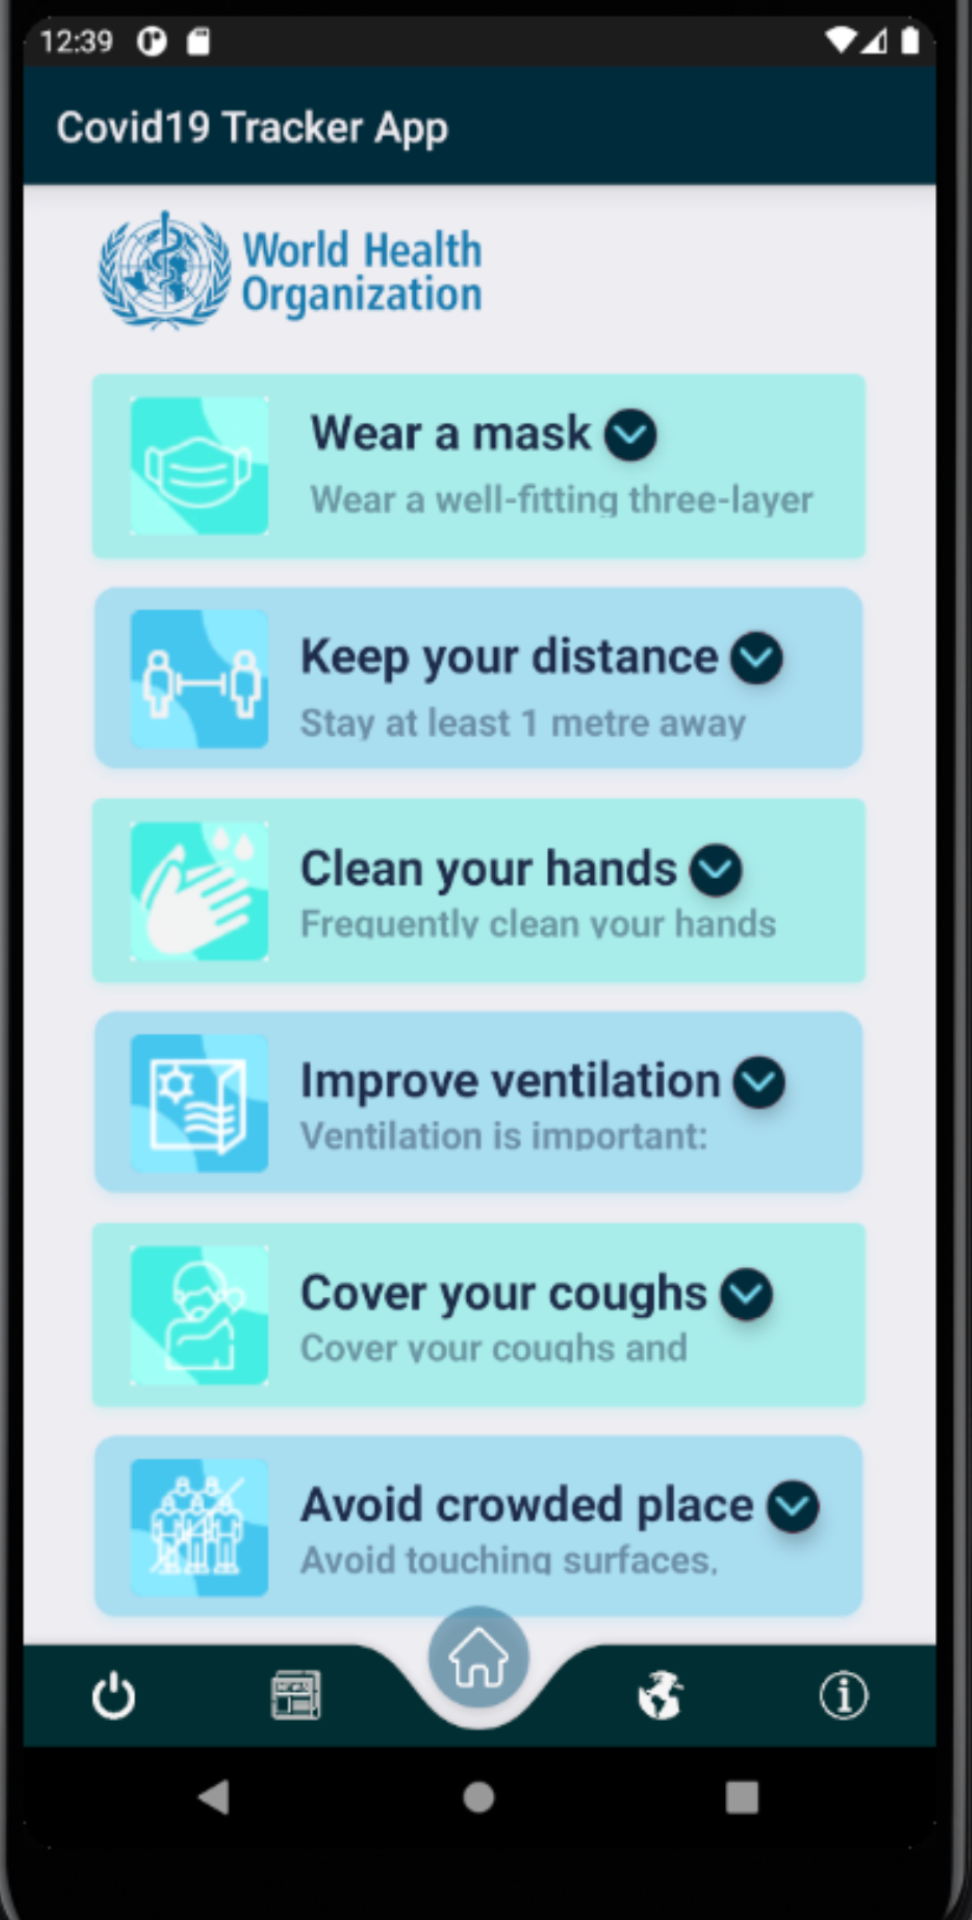 12:39
Covid19 Tracker App
World Health
Organization
Wear a mask
Wear a well-fitting three-layer
Keep your distance
Stay at least 1 metre away
Clean your hands
Frequently clean your hands
Improve ventilation
Ventilation is important:
Cover your coughs
Cover your coughs and
Avoid crowded place
Avoid touching surfaces,
NEWS